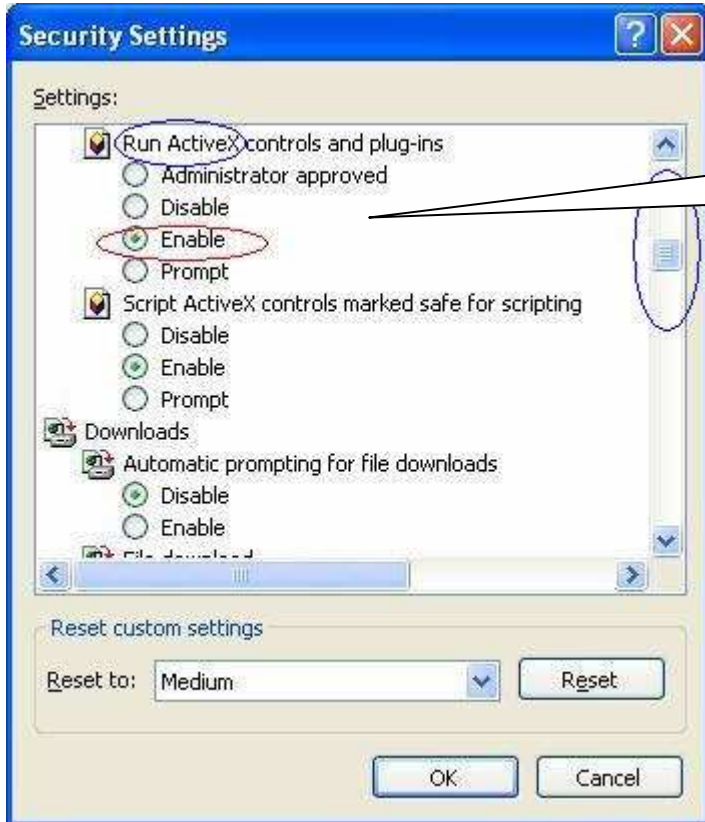 Security Settings
Settings:
Run ActiveX controls and plug-ins
Administrator approved
Disable
Enable
Prompt
Script ActiveX controls marked safe for scripting
Disable
Enable
Prompt
Downloads
Automatic prompting for file downloads
Disable
Enable
File download
Reset custom settings
Reset to: Medium Reset
OK Cancel